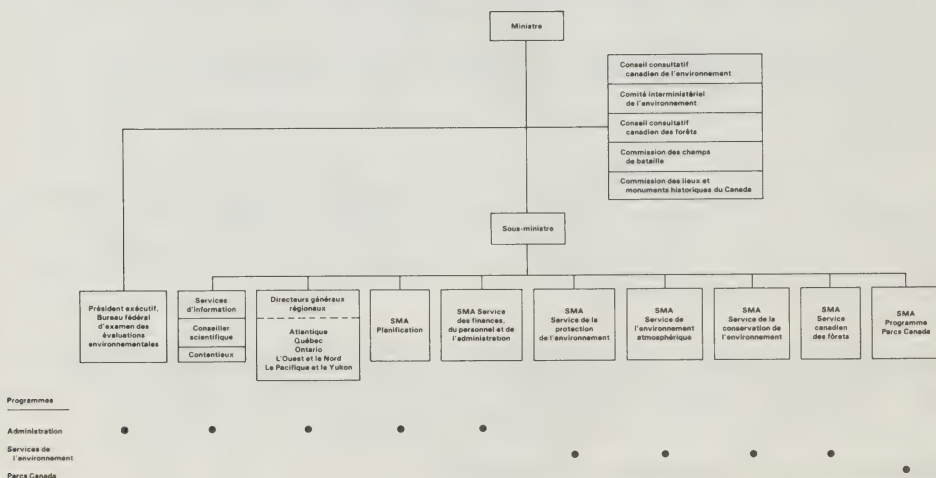 Ministre
Conseil consultatif
canadien de l'environnement
Comité interministériel
de l'environnement
Conseil consultatif
canadien des forêts
Commission des champs
de bataille
Commission des lieux et
monuments historiques du Canada
Sous-ministre
Président exécutif,
Bureau fédéral
d'examen des
évaluations
environnementales
Services
d'information
Conseiller
scientifique
Contentieux
Directeurs généraux
régionaux
Atlantique
Québec
Ontario
L'Ouest et le Nord
Le Pacifique et le Yukon
SMA
Planification
SMA Service
des finances,
du personnel et de
l'administration
SMA
Service de la
protection
de l'environnement
SMA
Service de
l'environnement
atmosphérique
SMA
Service de la
conservation de
l'environnement
SMA
Service
canadien
des fôrets
SMA
Programme
Parcs Canada
Programmes
Administration
Services de
l'environnement
Parcs Canada